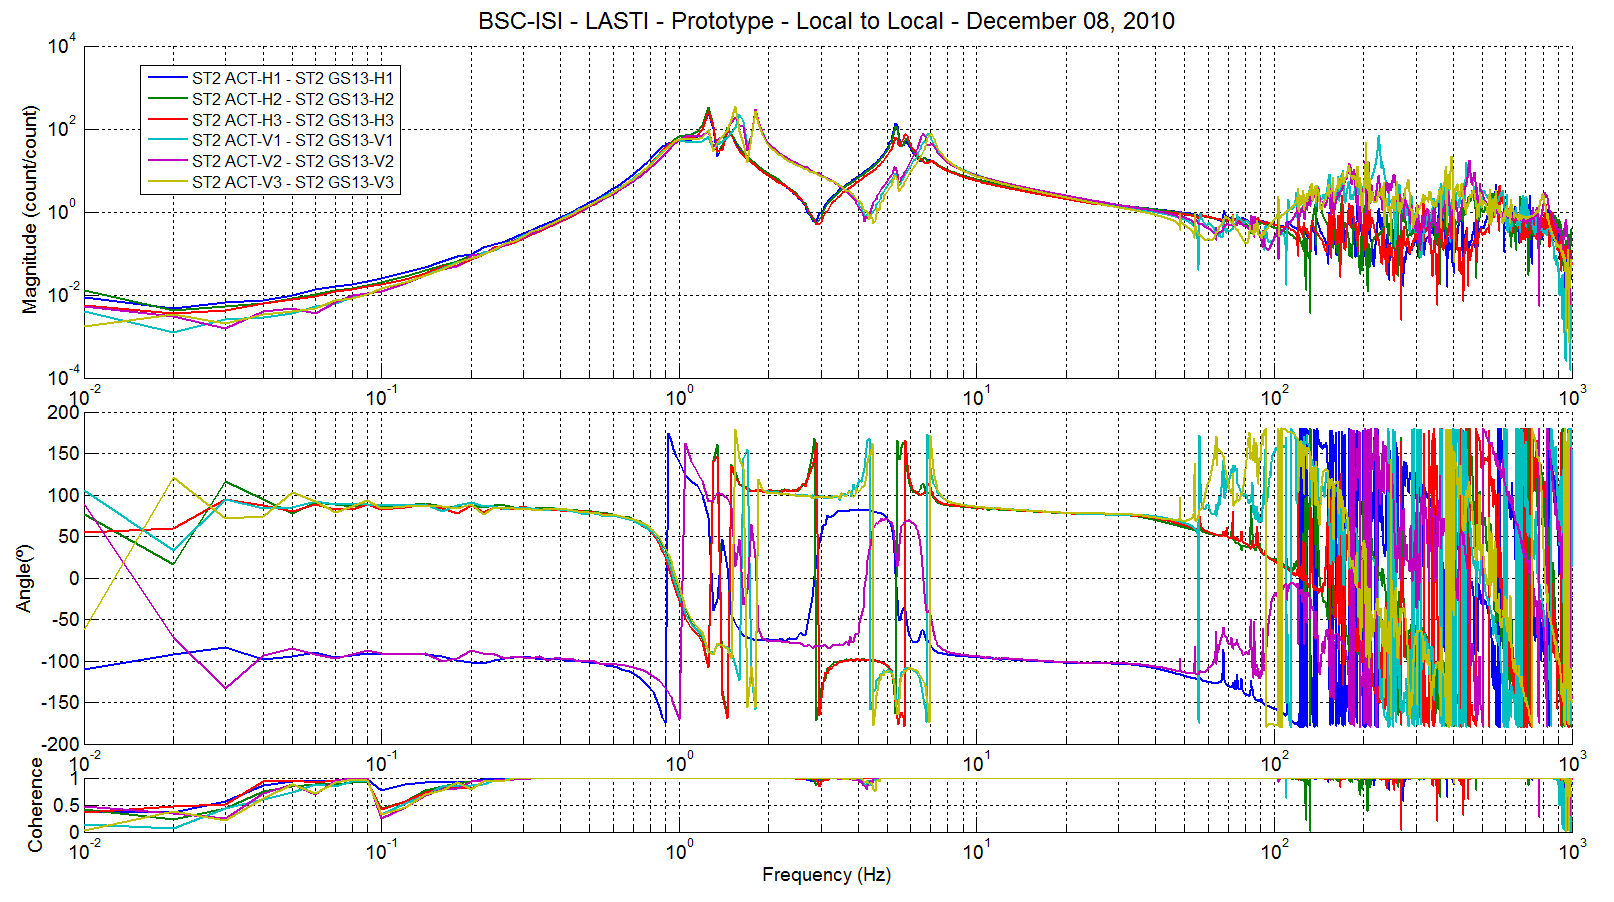 BSC-ISI - LASTI - Prototype - Local to Local - December 08, 2010
Magnitude (count/count)
10^4
10^2
10^0
10^-2
10^-4
ST2 ACT-H1 - ST2 GS13-H1
ST2 ACT-H2 - ST2 GS13-H2
ST2 ACT-H3 - ST2 GS13-H3
ST2 ACT-V1 - ST2 GS13-V1
ST2 ACT-V2 - ST2 GS13-V2
ST2 ACT-V3 - ST2 GS13-V3
10^-2 10^-1 10^0 10^1 10^2 10^3
Angle(º)
200
150
100
50
0
-50
-100
-150
-200
10^-2 10^-1 10^0 10^1 10^2 10^3
Coherence
1
0.5
0
10^-2 10^-1 10^0 10^1 10^2 10^3
Frequency (Hz)